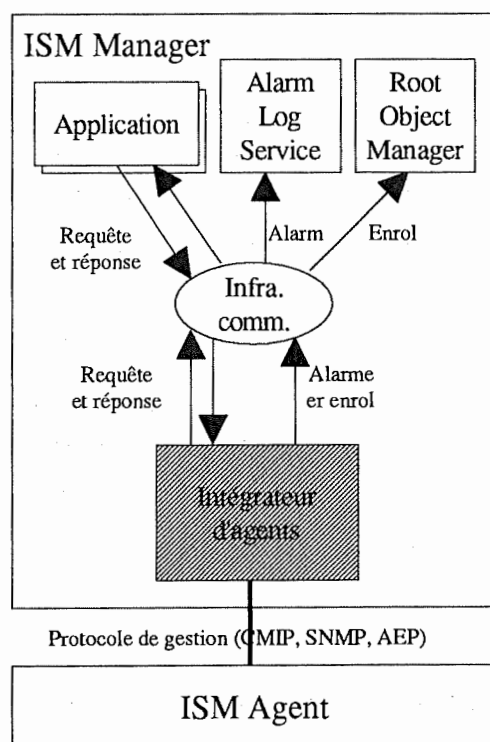 ISM Manager
Application
Alarm
Log
Service
Root
Object
Manager
Requête
et réponse
Alarm
Enrol
Infra.
comm.
Requête
et réponse
Alarme
er enrol
Intégrateur
d'agents
Protocole de gestion (CMIP, SNMP, AEP)
ISM Agent